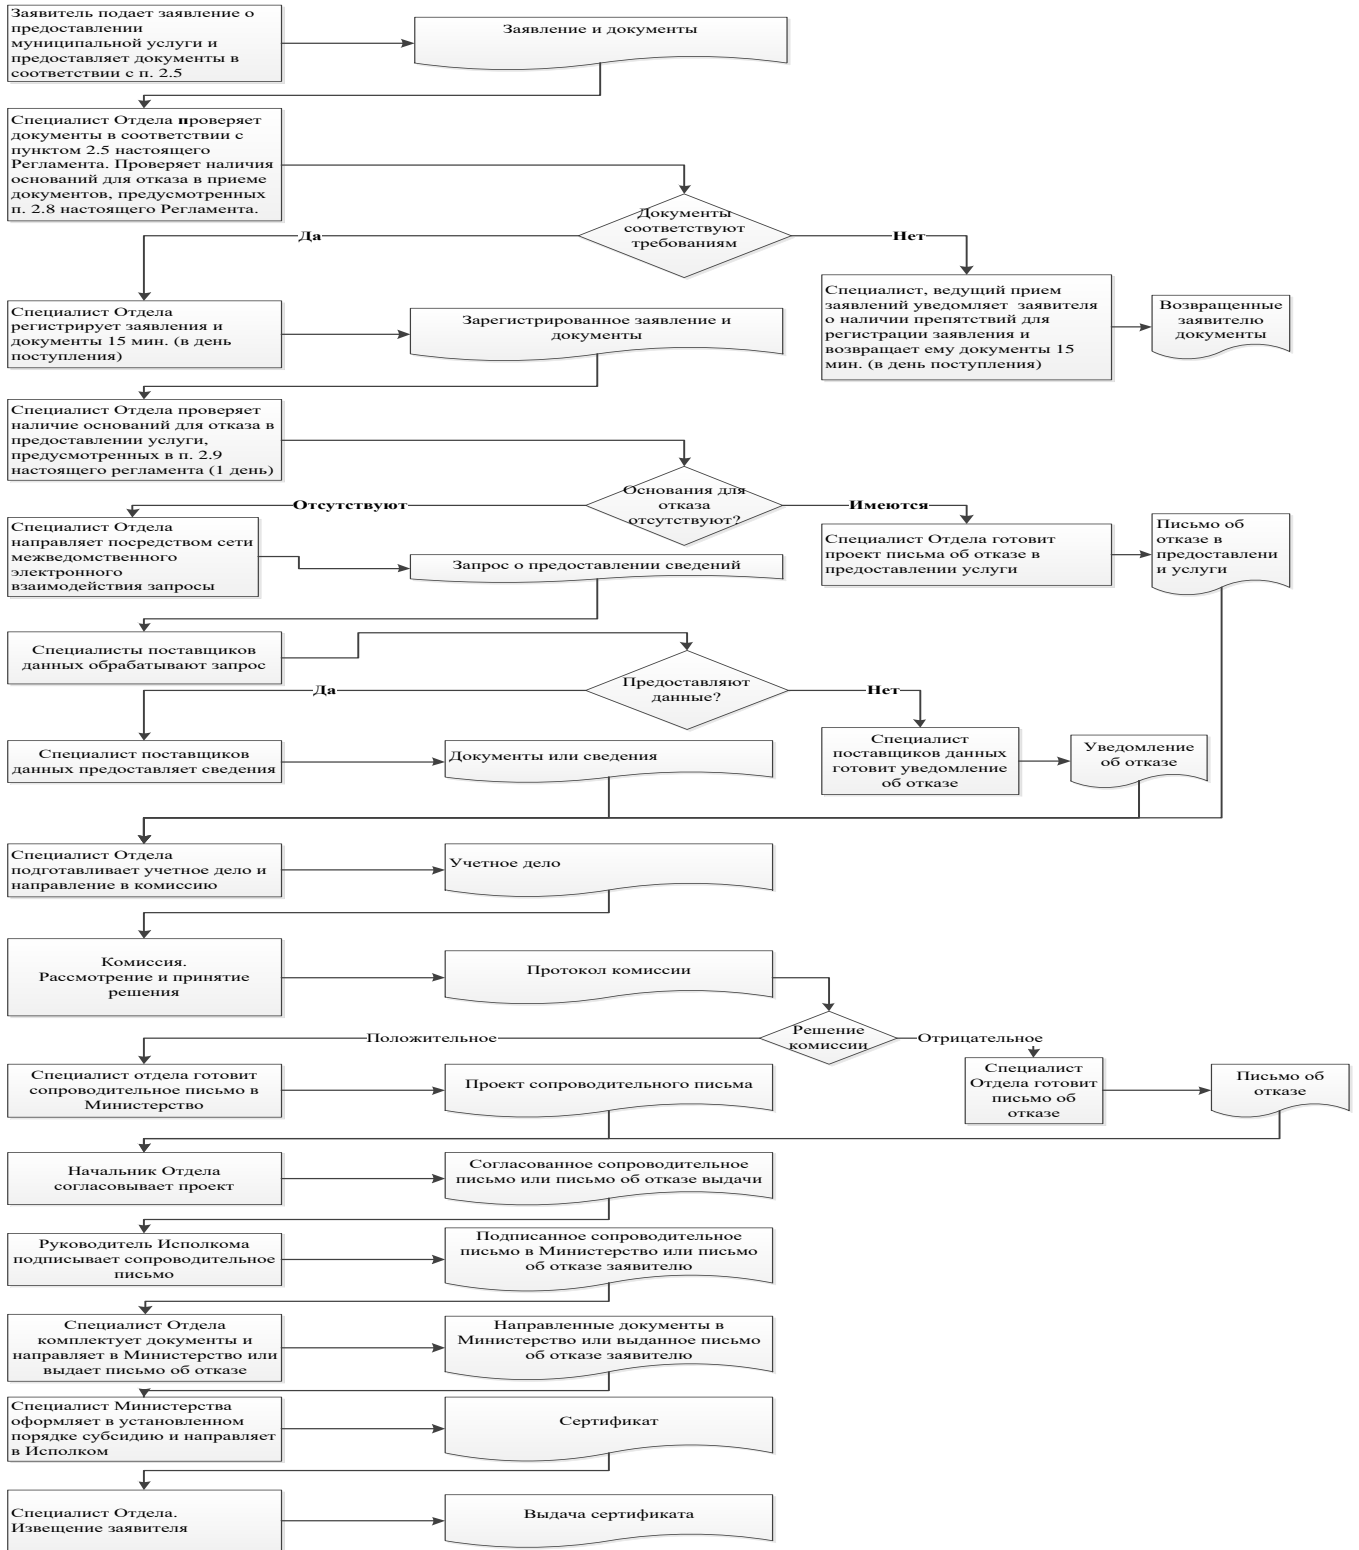 Заявитель подает заявление о
предоставлении
муниципальной услуги и
предоставляет документы в
соответствии с п. 2.5
Заявление и документы
Специалист Отдела проверяет
документы в соответствии с
пунктом 2.5 настоящего
Регламента. Проверяет наличия
оснований для отказа в приеме
документов, предусмотренных
п. 2.8 настоящего Регламента.
Документы
соответствуют
требованиям
Да
Нет
Специалист Отдела
регистрирует заявления и
документы 15 мин. (в день
поступления)
Зарегистрированное заявление и
документы
Специалист, ведущий прием
заявлений уведомляет заявителя
о наличии препятствий для
регистрации заявления и
возвращает ему документы 15
мин. (в день поступления)
Возвращенные
заявителю
документы
Специалист Отдела проверяет
наличие оснований для отказа в
предоставлении услуги,
предусмотренных в п. 2.9
настоящего регламента (1 день)
Основания для
отказа
отсутствуют?
Отсутствуют
Имеются
Специалист Отдела
направляет посредством сети
межведомственного
электронного
взаимодействия запросы
Запрос о предоставлении сведений
Специалист Отдела готовит
проект письма об отказе в
предоставлении услуги
Письмо об
отказе в
предоставлени
и услуги
Специалисты поставщиков
данных обрабатывают запрос
Предоставляют
данные?
Да
Нет
Специалист поставщиков
данных предоставляет сведения
Документы или сведения
Специалист
поставщиков данных
готовит уведомление
об отказе
Уведомление
об отказе
Специалист Отдела
подготавливает учетное дело и
направление в комиссию
Учетное дело
Комиссия.
Рассмотрение и принятие
решения
Протокол комиссии
Решение
комиссии
Положительное
Отрицательное
Специалист отдела готовит
сопроводительное письмо в
Министерство
Проект сопроводительного письма
Специалист
Отдела готовит
письмо об
отказе
Письмо об
отказе
Начальник Отдела
согласовывает проект
Согласованное сопроводительное
письмо или письмо об отказе выдачи
Руководитель Исполкома
подписывает сопроводительное
письмо
Подписанное сопроводительное
письмо в Министерство или письмо
об отказе заявителю
Специалист Отдела
комплектует документы и
направляет в Министерство или
выдает письмо об отказе
Направленные документы в
Министерство или выданное письмо
об отказе заявителю
Специалист Министерства
оформляет в установленном
порядке субсидию и направляет
в Исполком
Сертификат
Специалист Отдела.
Извещение заявителя
Выдача сертификата